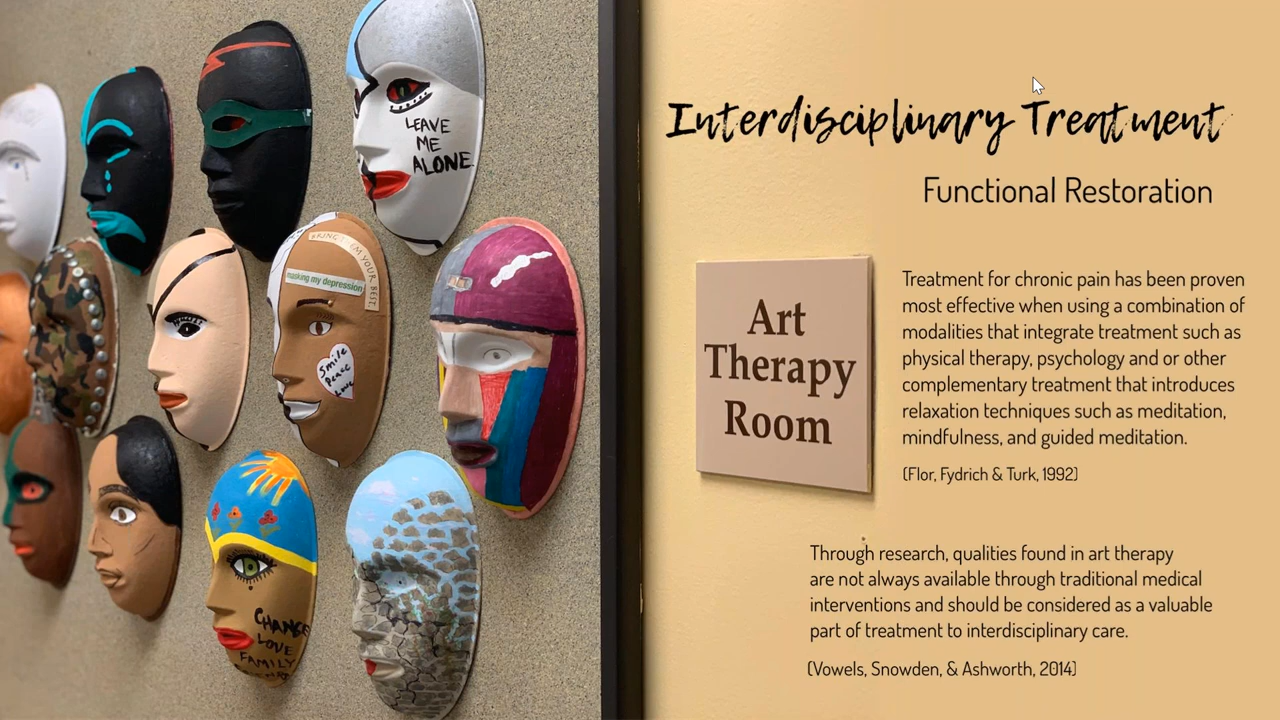 LEAVE
ME
ALONE
BRING I'M YOUR BEST.
masking my depression
Smile
Peace
Love
CHANGE
LOVE
FAMILY
Interdisciplinary Treatment
Functional Restoration
Art
Therapy
Room
Treatment for chronic pain has been proven
most effective when using a combination of
modalities that integrate treatment such as
physical therapy, psychology and or other
complementary treatment that introduces
relaxation techniques such as meditation,
mindfulness, and guided meditation.
(Flor, Fydrich & Turk, 1992)
Through research, qualities found in art therapy
are not always available through traditional medical
interventions and should be considered as a valuable
part of treatment to interdisciplinary care.
(Vowels, Snowden, & Ashworth, 2014)